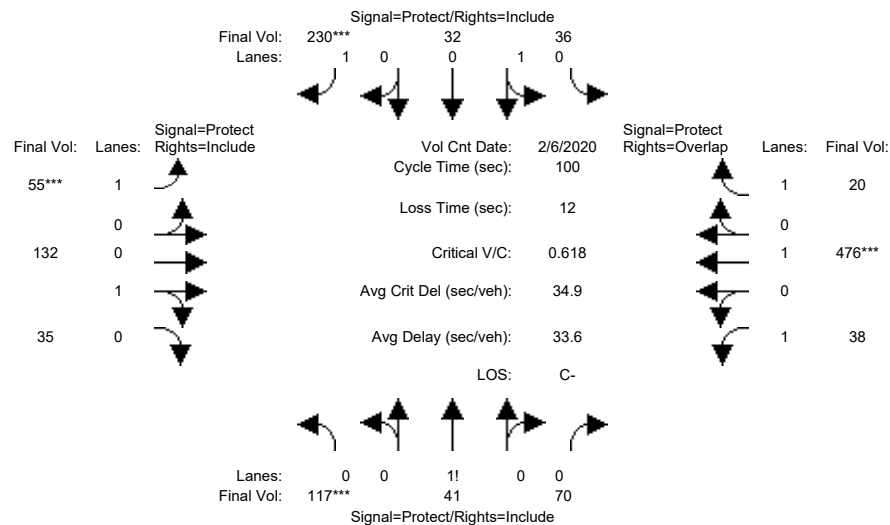 Signal=Protect/Rights=Include
Final Vol: 230*** 32 36
Lanes: 1 0 0 1 0
Signal=Protect Signal=Protect
Final Vol: Lanes: Rights=Include Vol Cnt Date: 2/6/2020 Rights=Overlap Lanes: Final Vol:
Cycle Time (sec): 100
55*** 1 1 20
Loss Time (sec): 12
0 0
132 0 Critical V/C: 0.618 1 476***
1 Avg Crit Del (sec/veh): 34.9 0
35 0 Avg Delay (sec/veh): 33.6 1 38
LOS: C-
Lanes: 0 0 1! 0 0
Final Vol: 117*** 41 70
Signal=Protect/Rights=Include